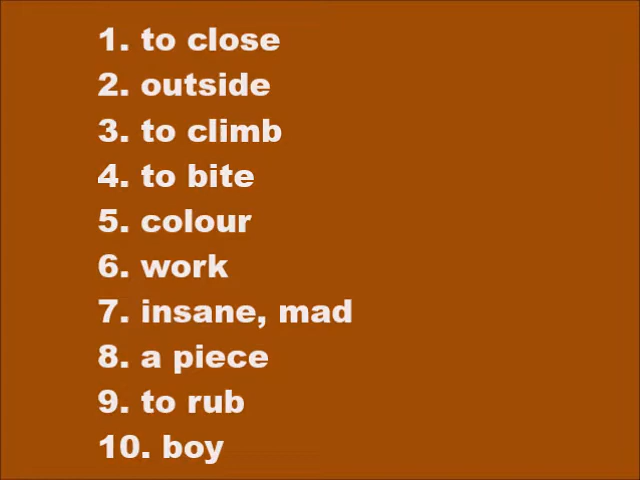 1. to close
2. outside
3. to climb
4. to bite
5. colour
6. work
7. insane, mad
8. a piece
9. to rub
10. boy